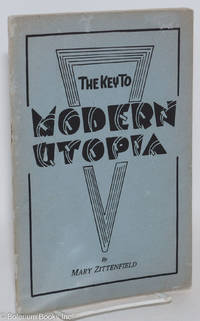 THE KEY TO
MODERN
UTOPIA
By
MARY ZITTENFIELD
© Bolerium Books Inc.